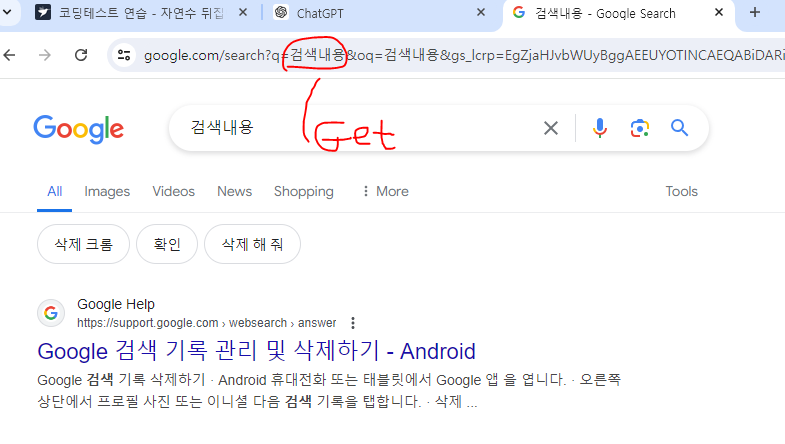 코딩테스트 연습 - 자연수 뒤집
ChatGPT
검색내용 - Google Search
google.com/search?q=검색내용&oq=검색내용&gs_lcrp=EgZjaHJvbWUyBggAEEUYOTINCAEQABiDARi
Get
Google
검색내용
All
Images
Videos
News
Shopping
More
Tools
삭제 크롬
확인
삭제 해 줘
Google Help
https://support.google.com › websearch › answer
Google 검색 기록 관리 및 삭제하기 - Android
Google 검색 기록 삭제하기 · Android 휴대전화 또는 태블릿에서 Google 앱 을 엽니다. · 오른쪽
상단에서 프로필 사진 또는 이니셜 다음 검색 기록을 탭합니다. · 삭제 ...